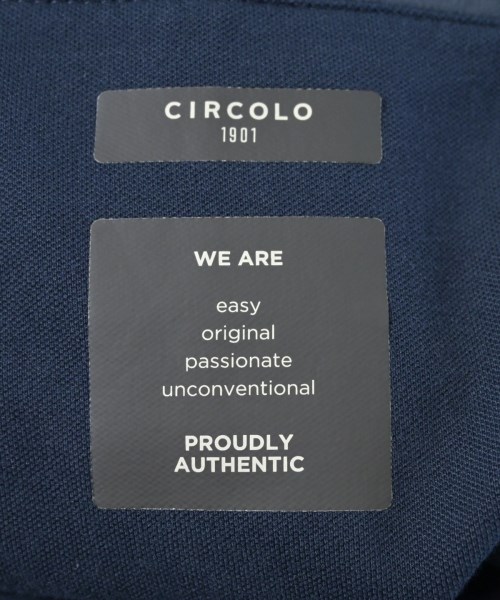 CIRCOLO
1901
WE ARE
easy
original
passionate
unconventional
PROUDLY
AUTHENTIC